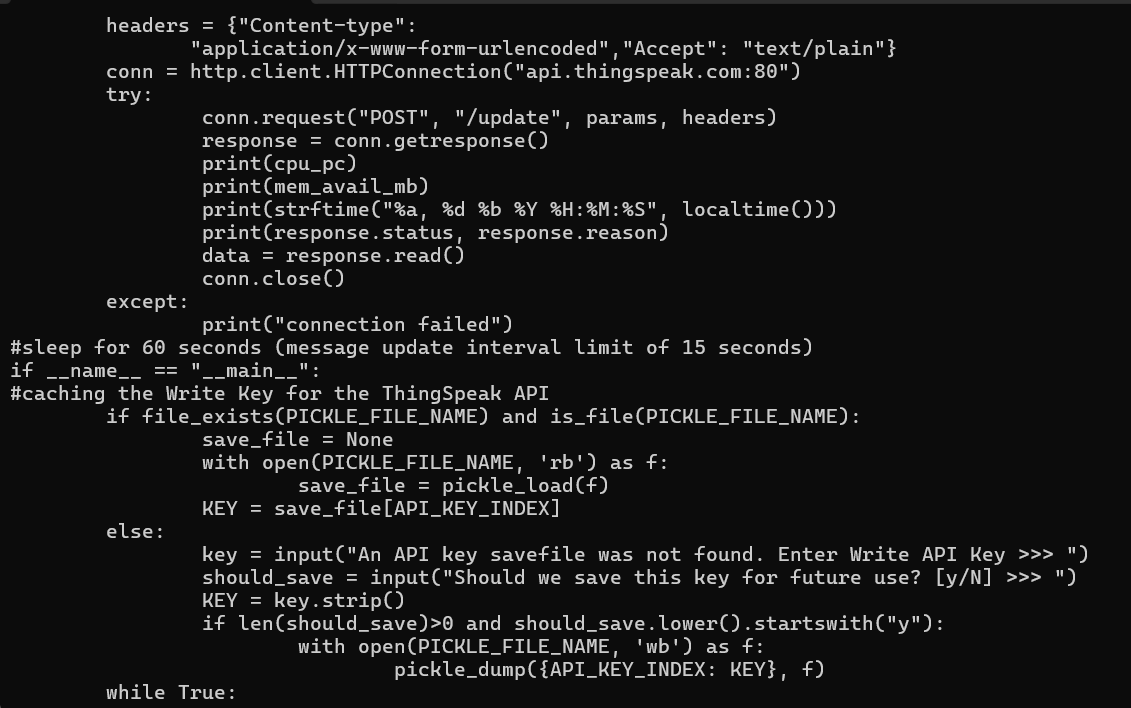 headers = {"Content-type":
"application/x-www-form-urlencoded","Accept": "text/plain"}
conn = http.client.HTTPConnection("api.thingspeak.com:80")
try:
conn.request("POST", "/update", params, headers)
response = conn.getresponse()
print(cpu_pc)
print(mem_avail_mb)
print(strftime("%a, %d %b %Y %H:%M:%S", localtime()))
print(response.status, response.reason)
data = response.read()
conn.close()
except:
print("connection failed")
#sleep for 60 seconds (message update interval limit of 15 seconds)
if __name__ == "__main__":
#caching the Write Key for the ThingSpeak API
if file_exists(PICKLE_FILE_NAME) and is_file(PICKLE_FILE_NAME):
save_file = None
with open(PICKLE_FILE_NAME, 'rb') as f:
save_file = pickle_load(f)
KEY = save_file[API_KEY_INDEX]
else:
key = input("An API key savefile was not found. Enter Write API Key >>> ")
should_save = input("Should we save this key for future use? [y/N] >>> ")
KEY = key.strip()
if len(should_save)>0 and should_save.lower().startswith("y"):
with open(PICKLE_FILE_NAME, 'wb') as f:
pickle_dump({API_KEY_INDEX: KEY}, f)
while True: